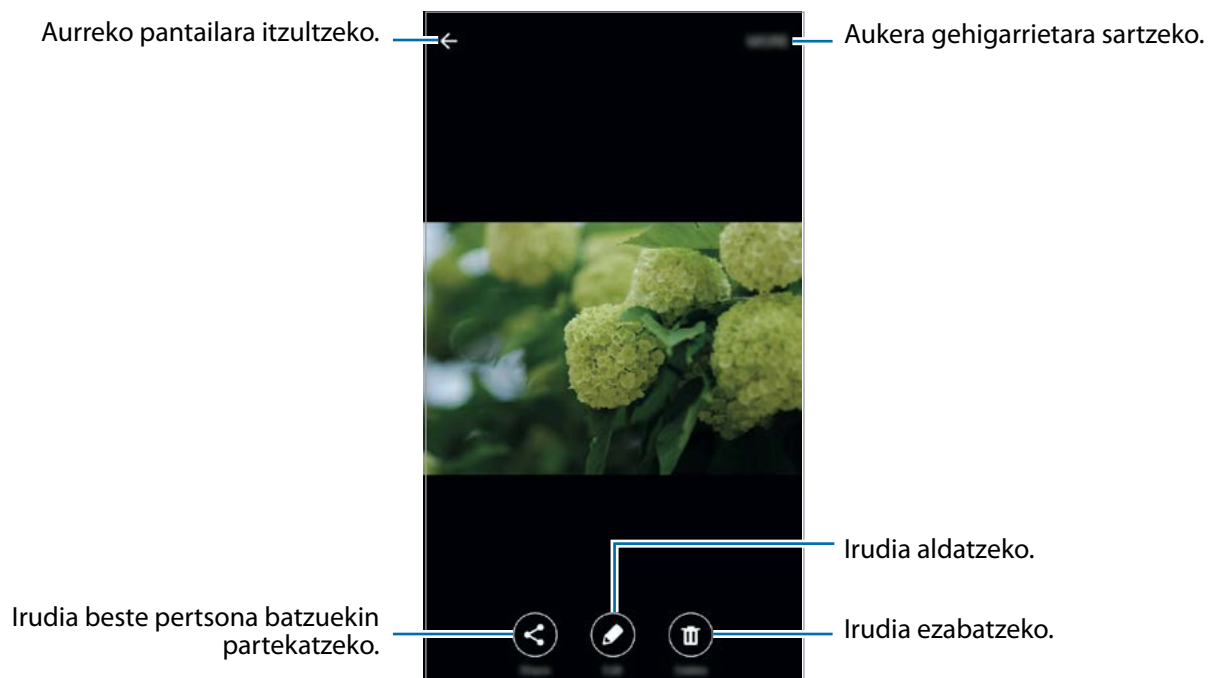 Aurreko pantailara itzultzeko.
Aukera gehigarrietara sartzeko.
Irudia aldatzeko.
Irudia beste pertsona batzuekin
partekatzeko.
Irudia ezabatzeko.